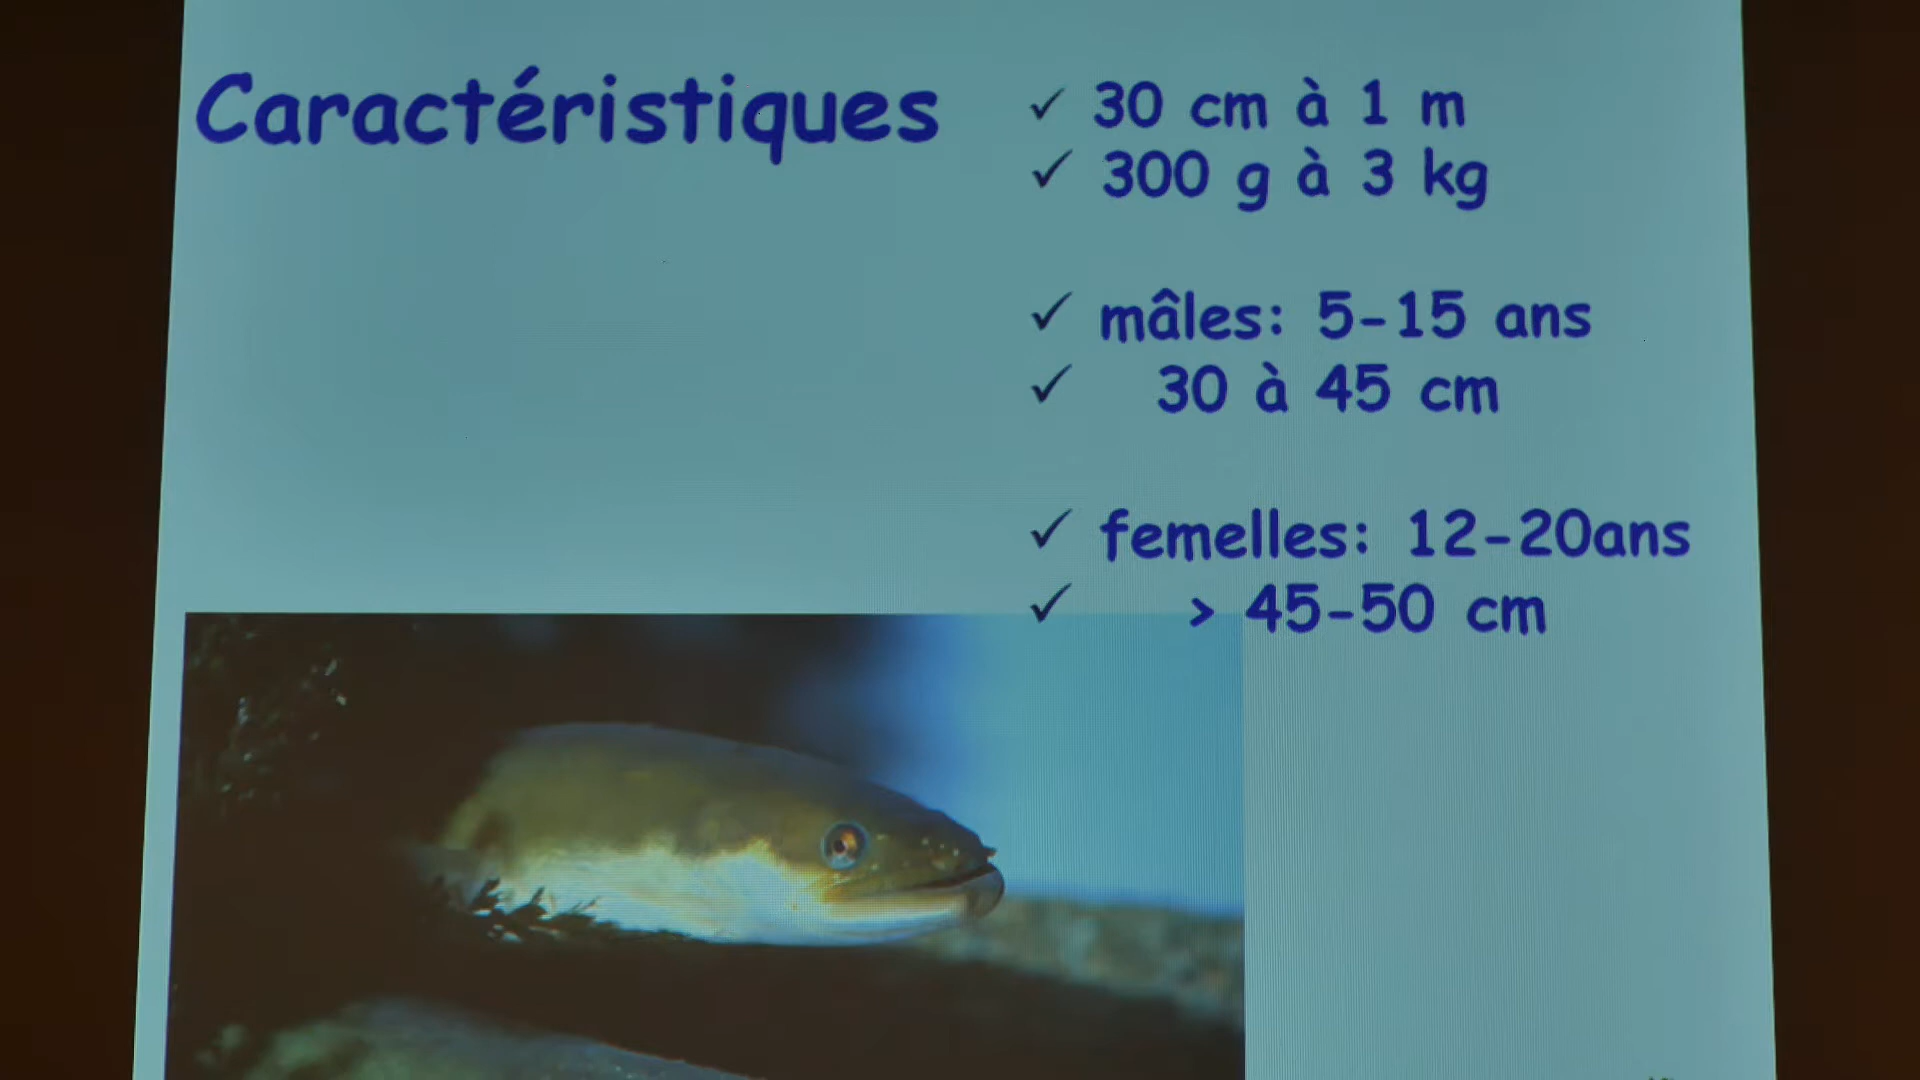 Caractéristiques
✓ 30 cm à 1 m
✓ 300 g à 3 kg
✓ mâles: 5-15 ans
✓ 30 à 45 cm
✓ femelles: 12-20ans
✓ > 45-50 cm